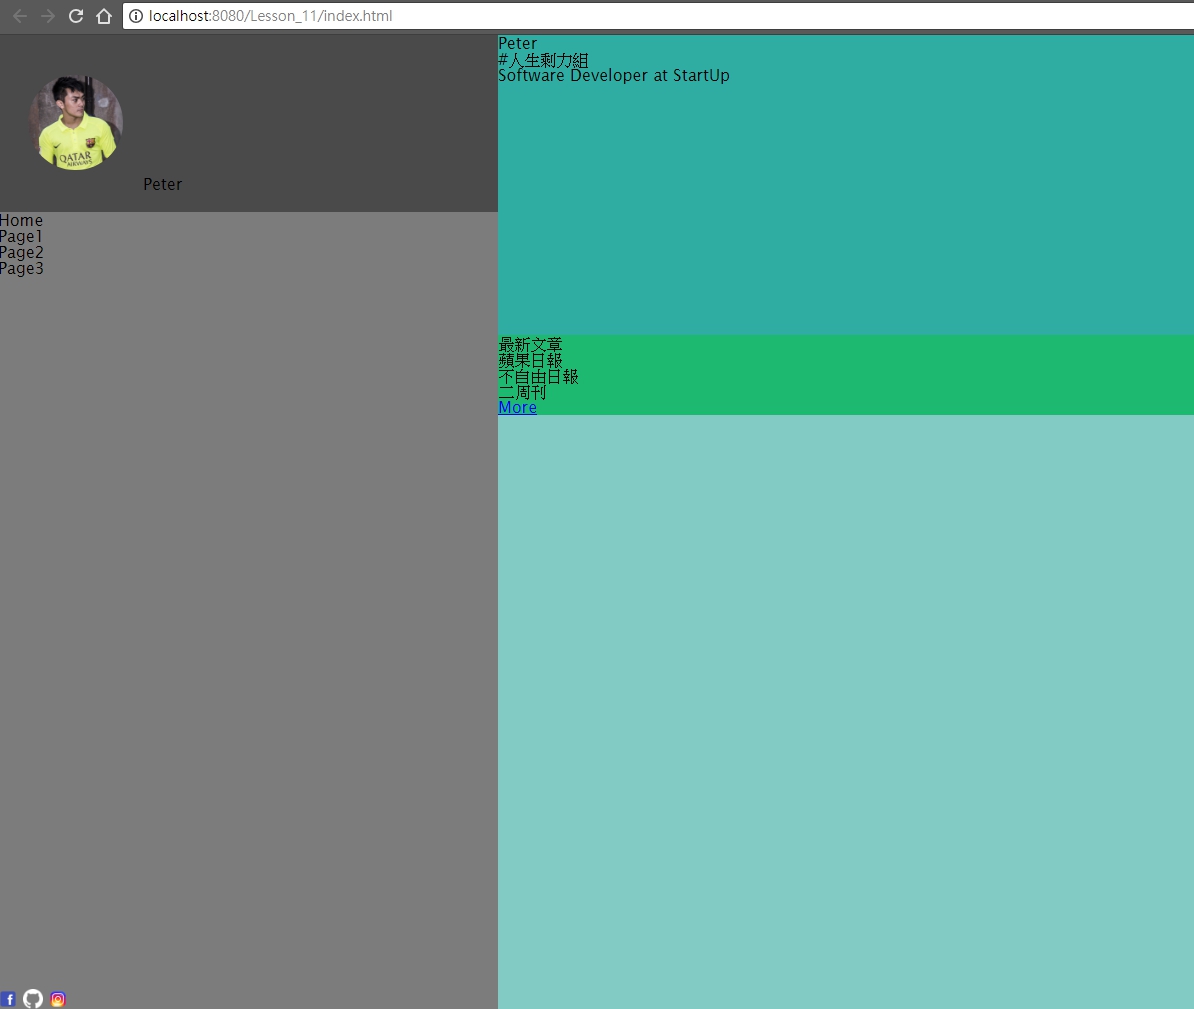 localhost:8080/Lesson_11/index.html
QATAR
AIRWAYS
Peter
Home
Page1
Page2
Page3
f
Peter
#人生剩力組
Software Developer at StartUp
最新文章
蘋果日報
不自由日報
二周刊
More